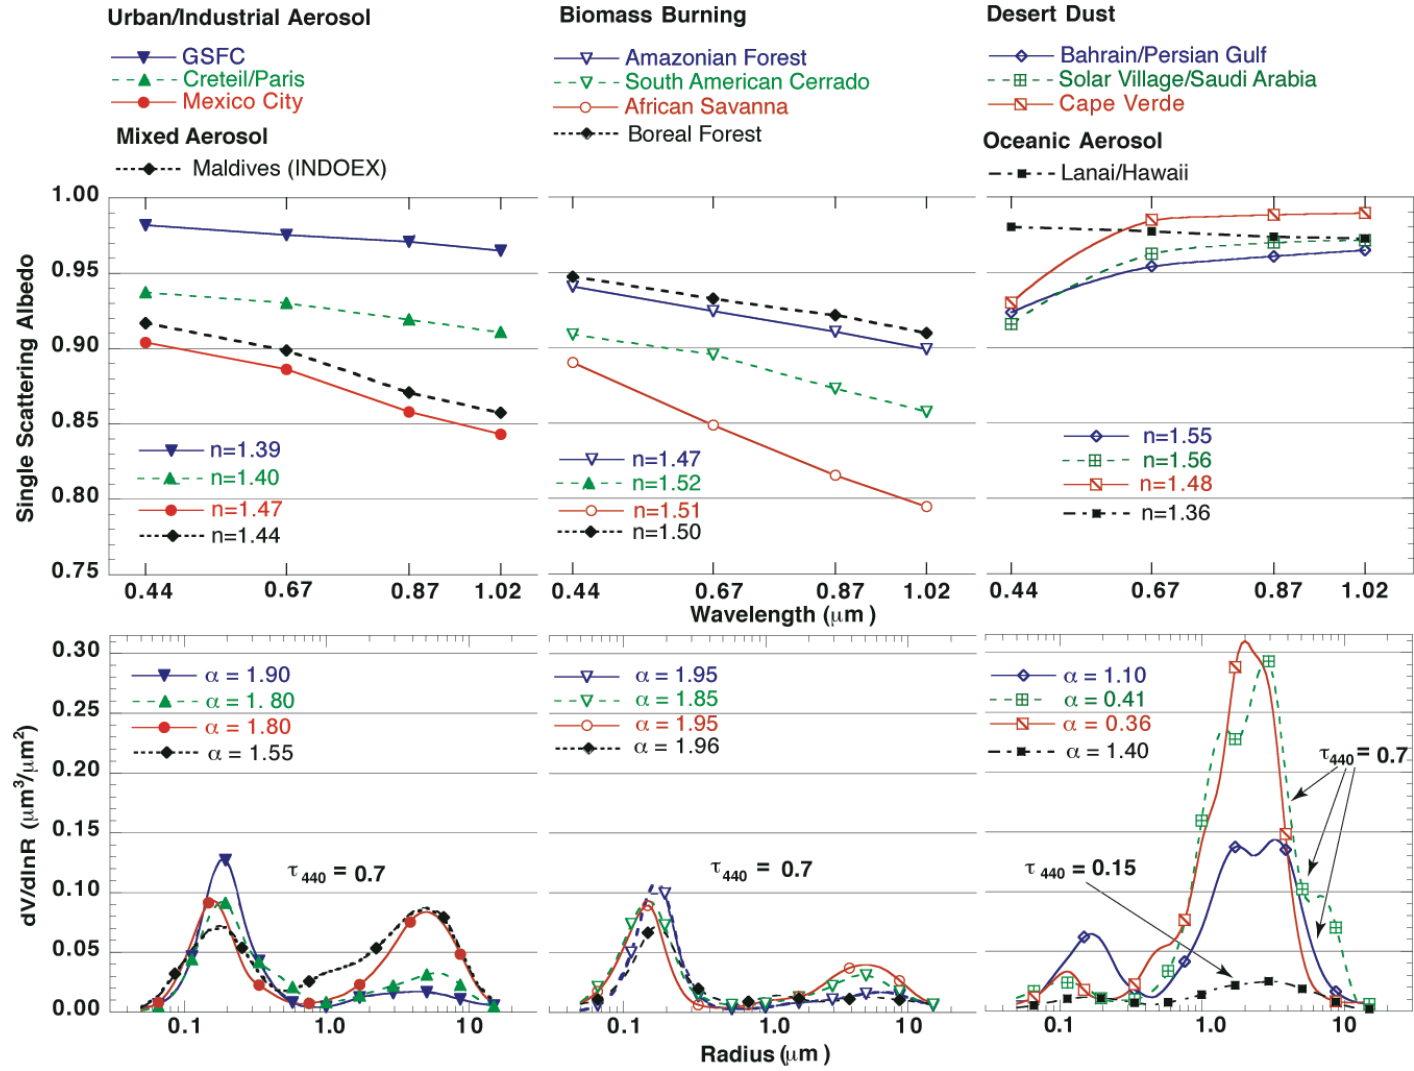 Urban/Industrial Aerosol
GSFC
Creteil/Paris
Mexico City
Mixed Aerosol
Maldives (INDOEX)
Biomass Burning
Amazonian Forest
South American Cerrado
African Savanna
Boreal Forest
Desert Dust
Bahrain/Persian Gulf
Solar Village/Saudi Arabia
Cape Verde
Oceanic Aerosol
Lanai/Hawaii
Single Scattering Albedo
1.00
0.95
0.90
0.85
0.80
0.75
n=1.39
n=1.40
n=1.47
n=1.44
n=1.47
n=1.52
n=1.51
n=1.50
n=1.55
n=1.56
n=1.48
n=1.36
0.44 0.67 0.87 1.02
0.44 0.67 0.87 1.02
0.44 0.67 0.87 1.02
Wavelength (μm )
dV/dlnR (μm³/μm²)
0.30
0.25
0.20
0.15
0.10
0.05
0.00
α = 1.90
α = 1. 80
α = 1.80
α = 1.55
τ440 = 0.7
α = 1.95
α = 1.85
α = 1.95
α = 1.96
τ440 = 0.7
α = 1.10
α = 0.41
α = 0.36
α = 1.40
τ440 = 0.7
τ440 = 0.15
0.1 1.0 10
0.1 1.0 10
0.1 1.0 10
Radius (μm )